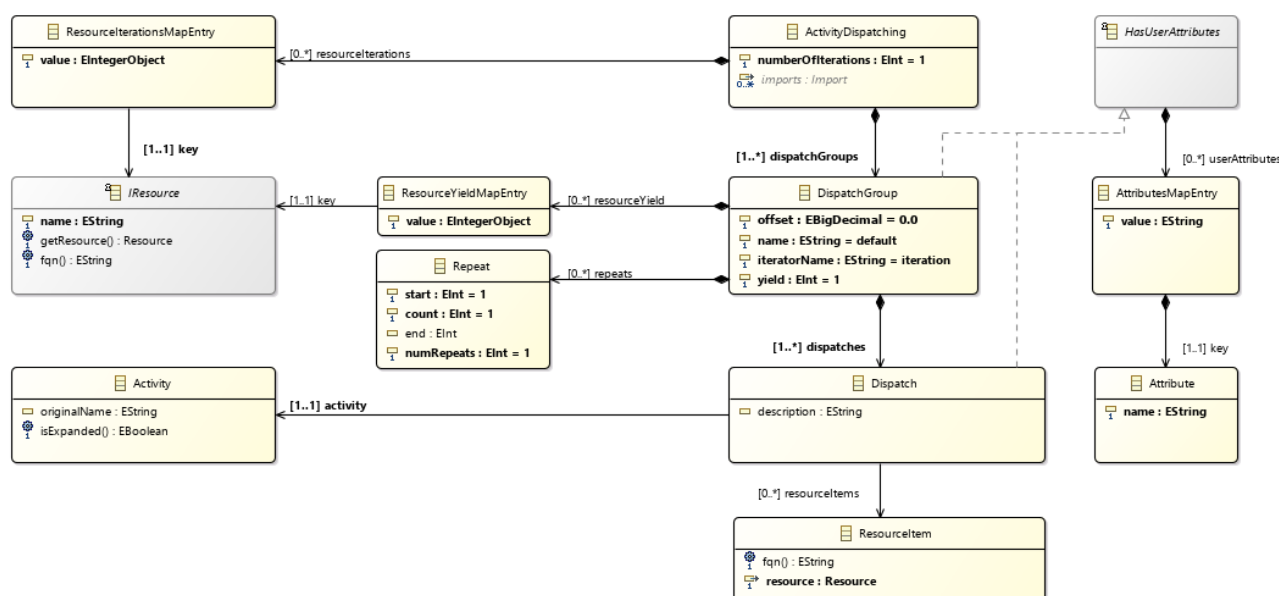 ResourceIterationsMapEntry
value : EIntegerObject
[0..*] resourceIterations
ActivityDispatching
numberOfIterations : EInt = 1
imports : Import
0..*
HasUserAttributes
[1..1] key
[1..*] dispatchGroups
[0..*] userAttributes
IResource
name : EString
getResource() : Resource
fqn() : EString
[1..1] key
ResourceYieldMapEntry
value : EIntegerObject
[0..*] resourceYield
DispatchGroup
offset : EBigDecimal = 0.0
name : EString = default
iteratorName : EString = iteration
yield : EInt = 1
AttributesMapEntry
value : EString
Repeat
start : EInt = 1
count : EInt = 1
end : EInt
numRepeats : EInt = 1
[0..*] repeats
[1..*] dispatches
[1..1] key
Activity
originalName : EString
isExpanded() : EBoolean
[1..1] activity
Dispatch
description : EString
Attribute
name : EString
[0..*] resourceItems
ResourceItem
fqn() : EString
resource : Resource